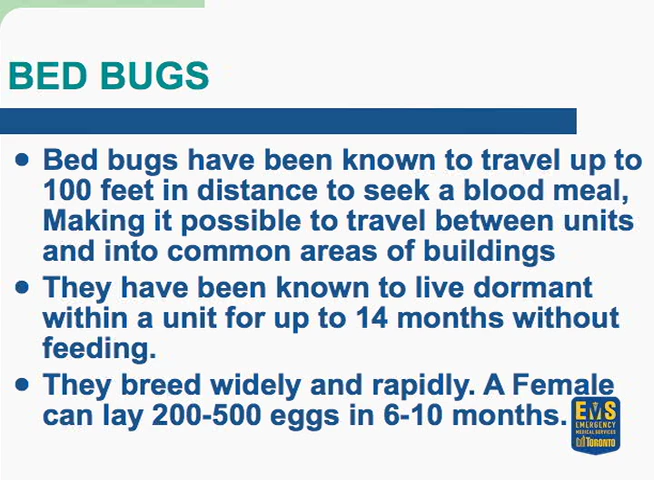 BED BUGS
Bed bugs have been known to travel up to
100 feet in distance to seek a blood meal,
Making it possible to travel between units
and into common areas of buildings
They have been known to live dormant
within a unit for up to 14 months without
feeding.
They breed widely and rapidly. A Female
can lay 200-500 eggs in 6-10 months.
EMS
EMERGENCY
MEDICAL SERVICES
TORONTO